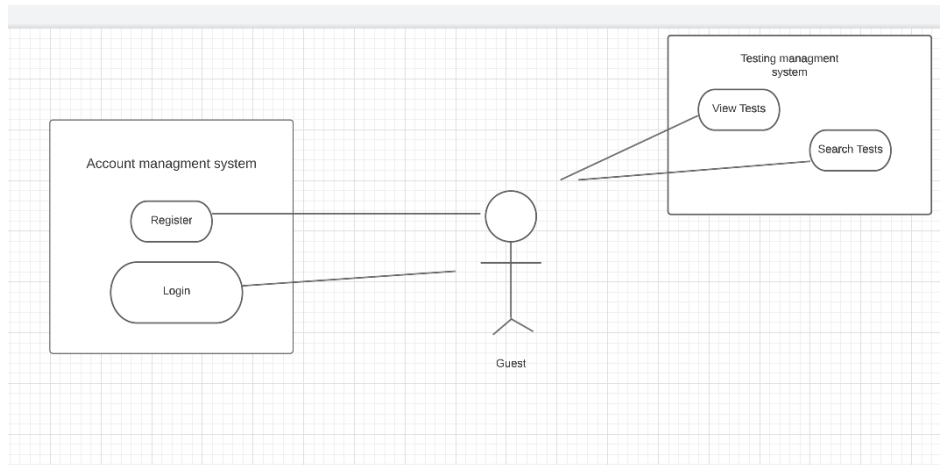 Testing managment
system
View Tests
Search Tests
Account managment system
Register
Login
Guest